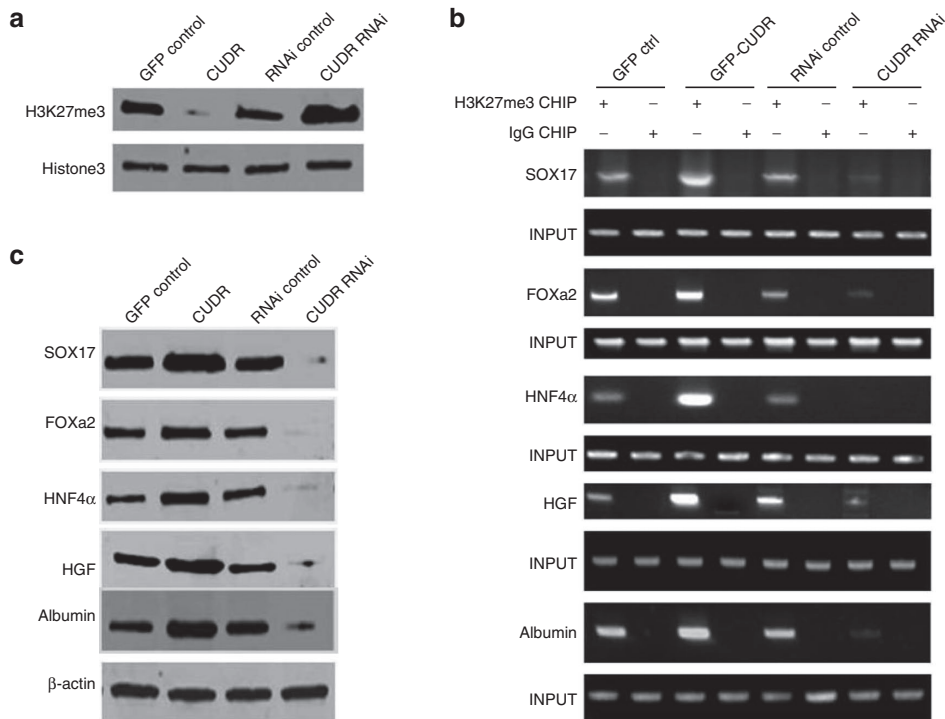 a
GFP control CUDR RNAi control CUDR RNAi
H3K27me3
Histone3
b
GFP ctrl GFP-CUDR RNAi control CUDR RNAi
H3K27me3 CHIP + – + – + – + –
IgG CHIP – + – + – + – +
SOX17
INPUT
FOXa2
INPUT
HNF4α
INPUT
HGF
INPUT
Albumin
INPUT
c
GFP control CUDR RNAi control CUDR RNAi
SOX17
FOXa2
HNF4α
HGF
Albumin
β-actin